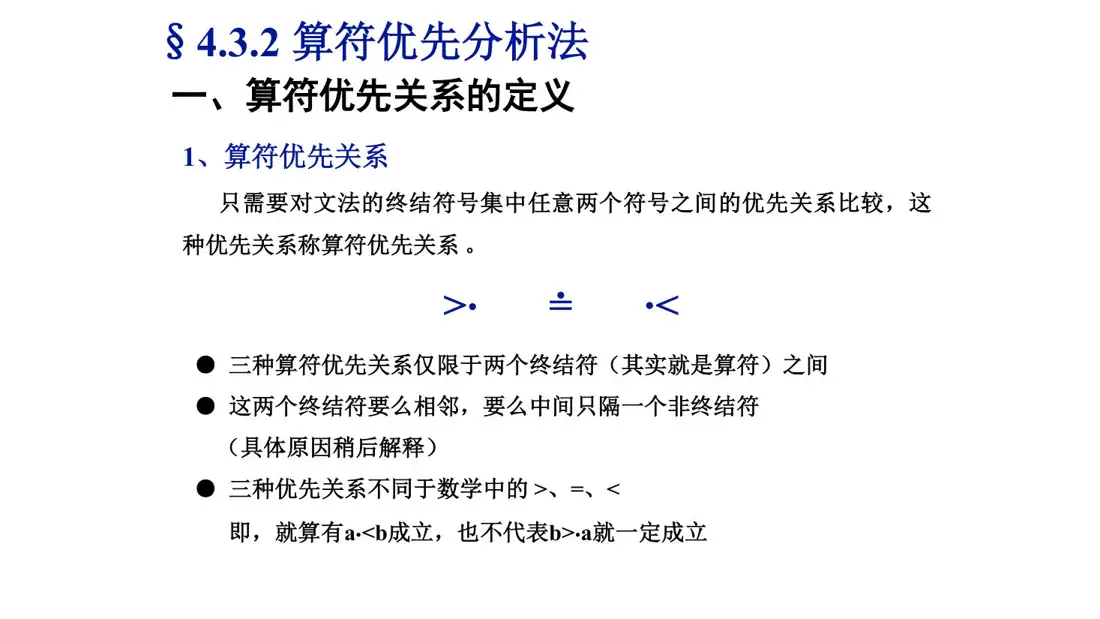 § 4.3.2 算符优先分析法
一、算符优先关系的定义
1、算符优先关系
只需要对文法的终结符号集中任意两个符号之间的优先关系比较，这
种优先关系称算符优先关系 。
>· ≐ ·<
● 三种算符优先关系仅限于两个终结符（其实就是算符）之间
● 这两个终结符要么相邻，要么中间只隔一个非终结符
（具体原因稍后解释）
● 三种优先关系不同于数学中的 >、=、<
即，就算有a·<b成立，也不代表b>·a就一定成立